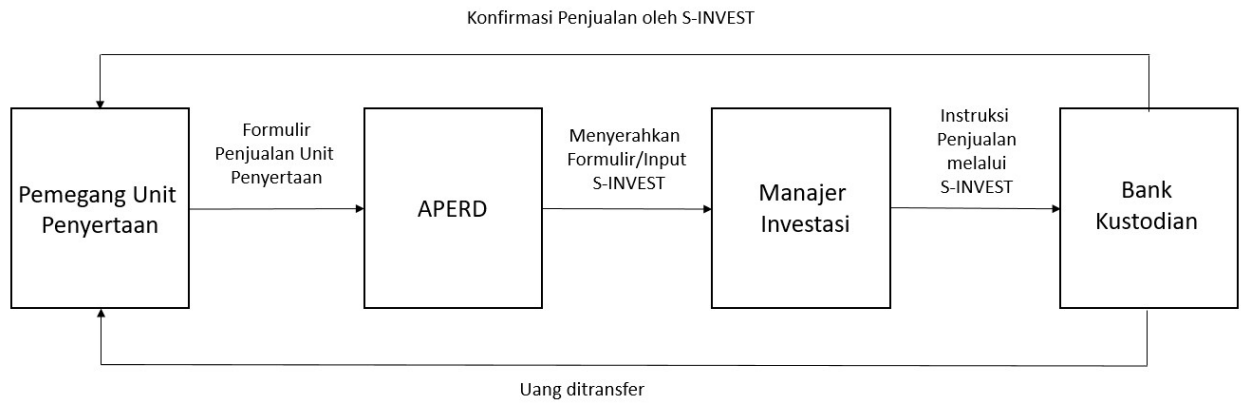 Konfirmasi Penjualan oleh S-INVEST
Pemegang Unit
Penyertaan
Formulir
Penjualan Unit
Penyertaan
APERD
Menyerahkan
Formulir/Input
S-INVEST
Manajer
Investasi
Instruksi
Penjualan
melalui
S-INVEST
Bank
Kustodian
Uang ditransfer